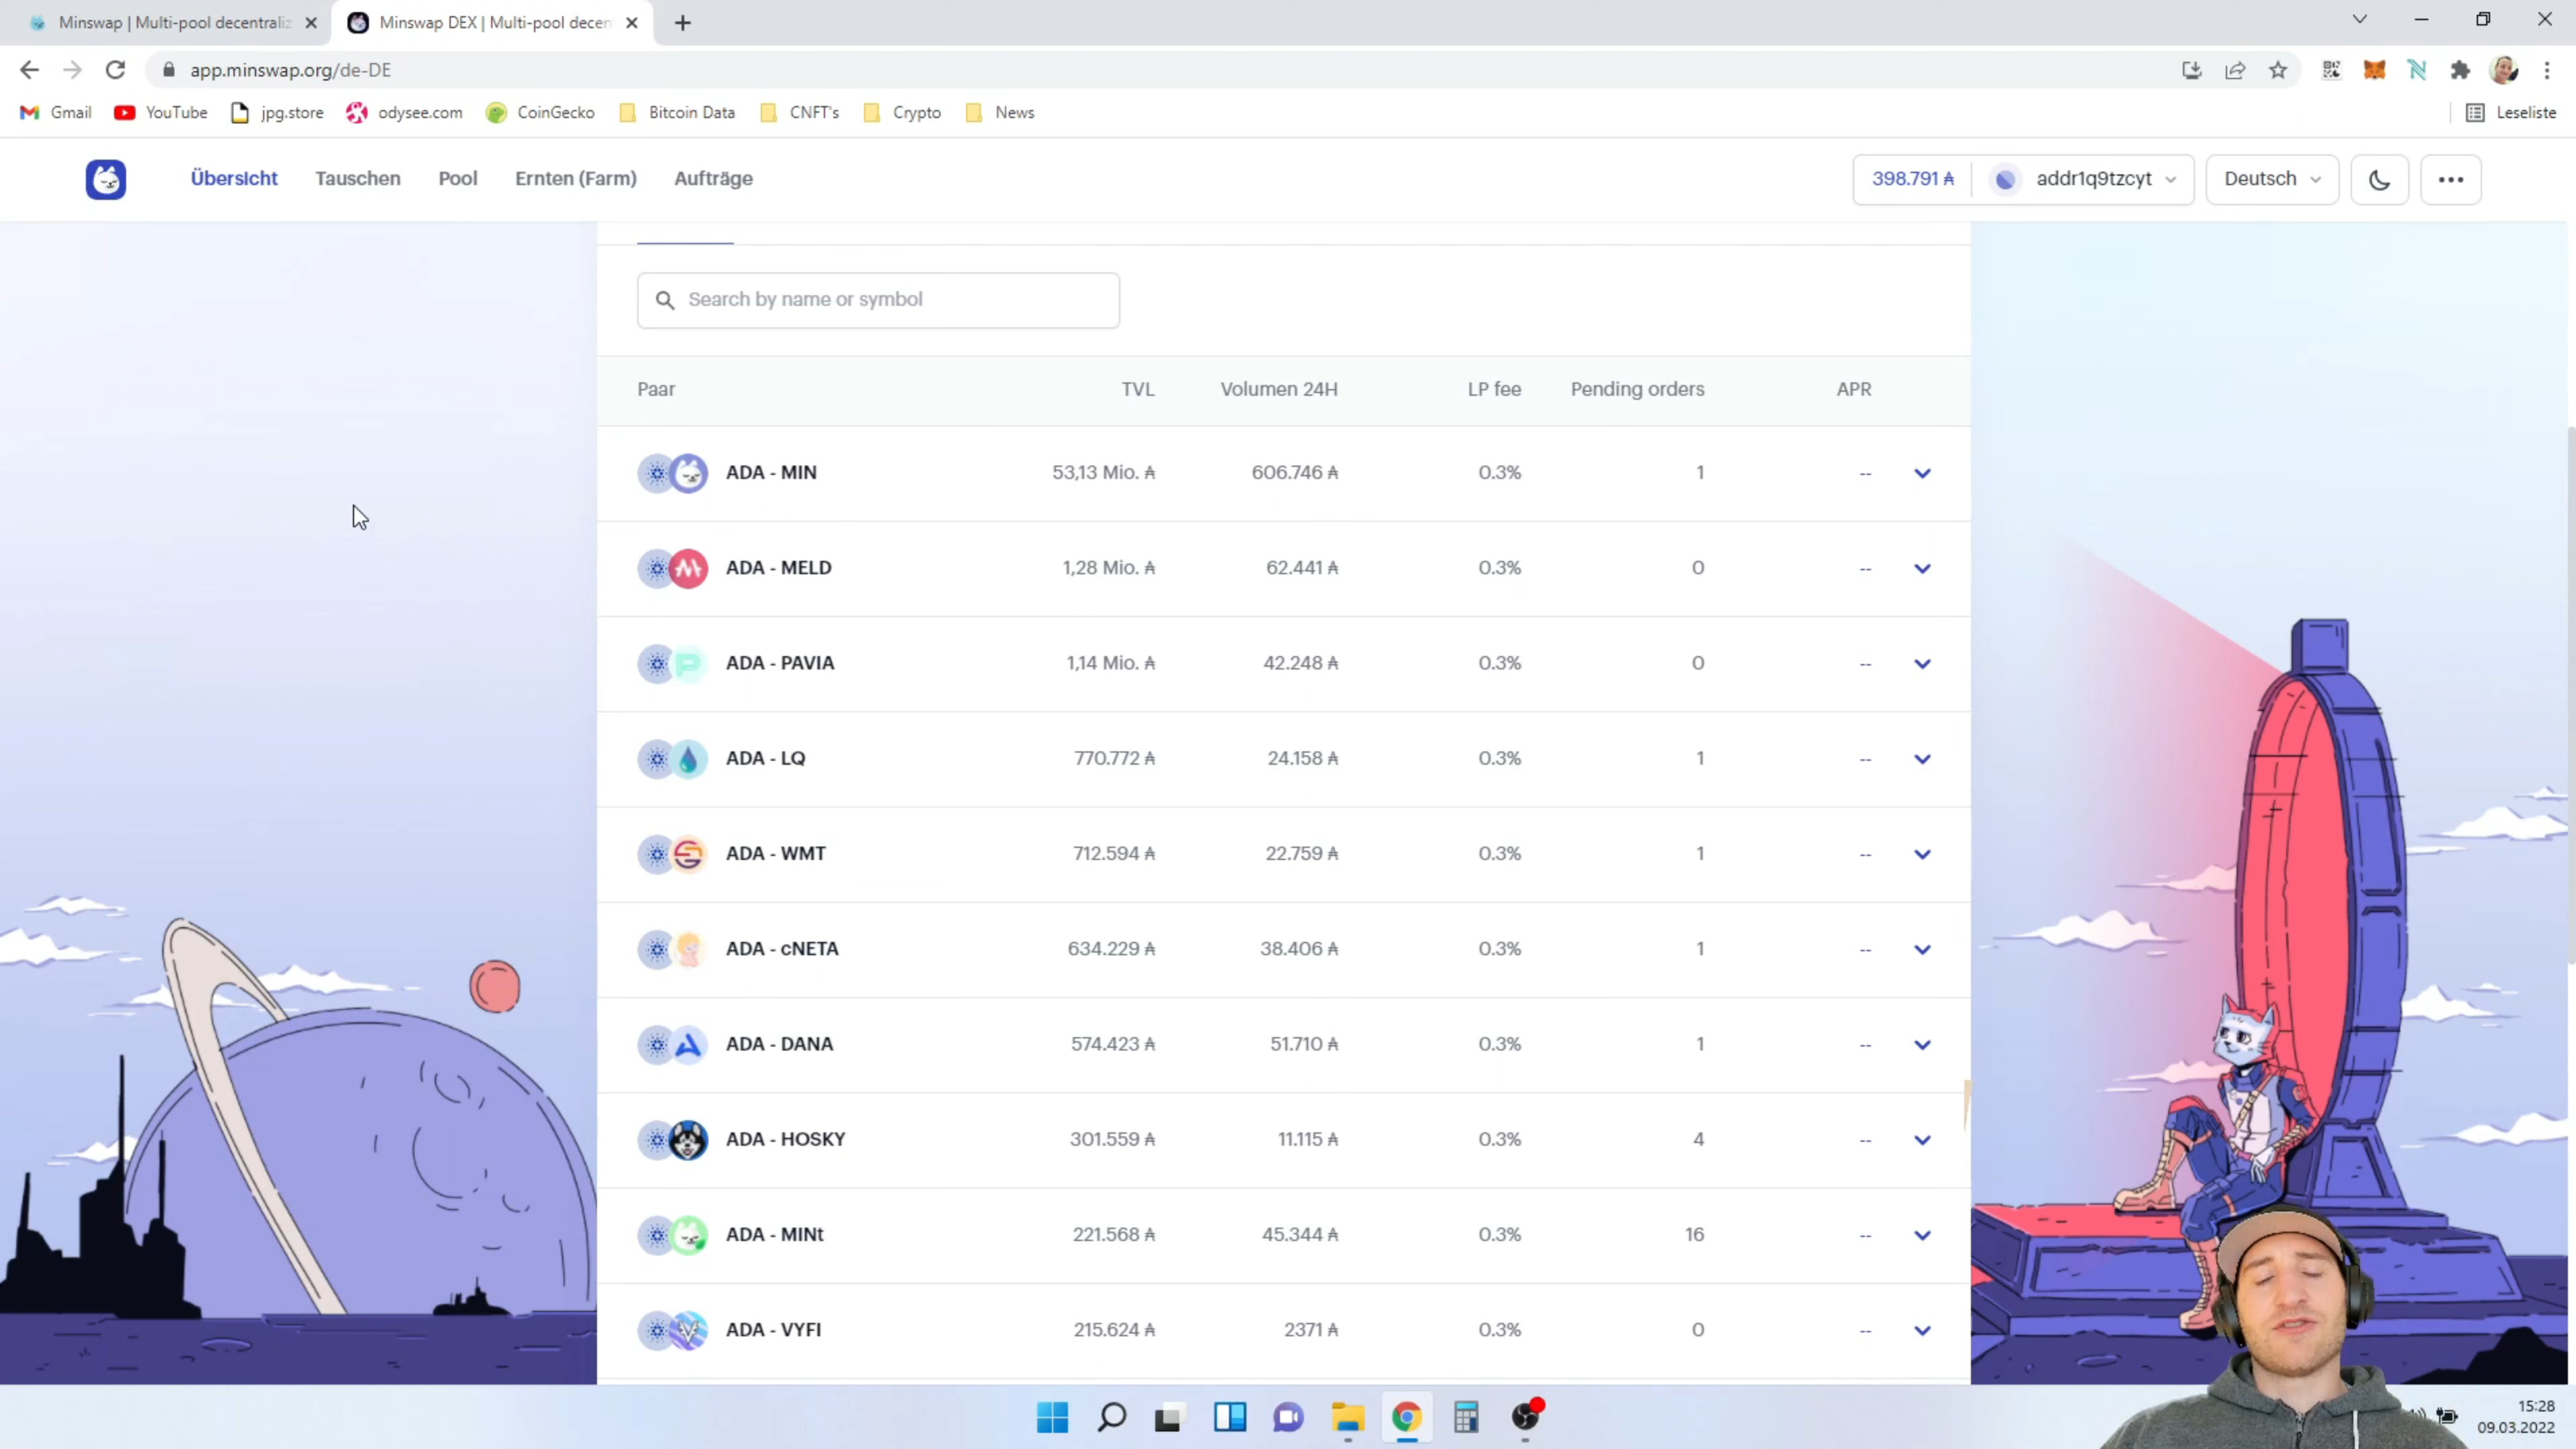 Minswap | Multi-pool decentraliz
Minswap DEX | Multi-pool decen
app.minswap.org/de-DE
Gmail
YouTube
jpg.store
odysee.com
CoinGecko
Bitcoin Data
CNFT's
Crypto
News
Leseliste
Übersicht
Tauschen
Pool
Ernten (Farm)
Aufträge
398.791 ₳
addr1q9tzcyt
Deutsch
Search by name or symbol
Paar TVL Volumen 24H LP fee Pending orders APR
ADA - MIN 53,13 Mio. ₳ 606.746 ₳ 0.3% 1 --
ADA - MELD 1,28 Mio. ₳ 62.441 ₳ 0.3% 0 --
ADA - PAVIA 1,14 Mio. ₳ 42.248 ₳ 0.3% 0 --
ADA - LQ 770.772 ₳ 24.158 ₳ 0.3% 1 --
ADA - WMT 712.594 ₳ 22.759 ₳ 0.3% 1 --
ADA - cNETA 634.229 ₳ 38.406 ₳ 0.3% 1 --
ADA - DANA 574.423 ₳ 51.710 ₳ 0.3% 1 --
ADA - HOSKY 301.559 ₳ 11.115 ₳ 0.3% 4 --
ADA - MINt 221.568 ₳ 45.344 ₳ 0.3% 16 --
ADA - VYFI 215.624 ₳ 2371 ₳ 0.3% 0 --
15:28
09.03.2022